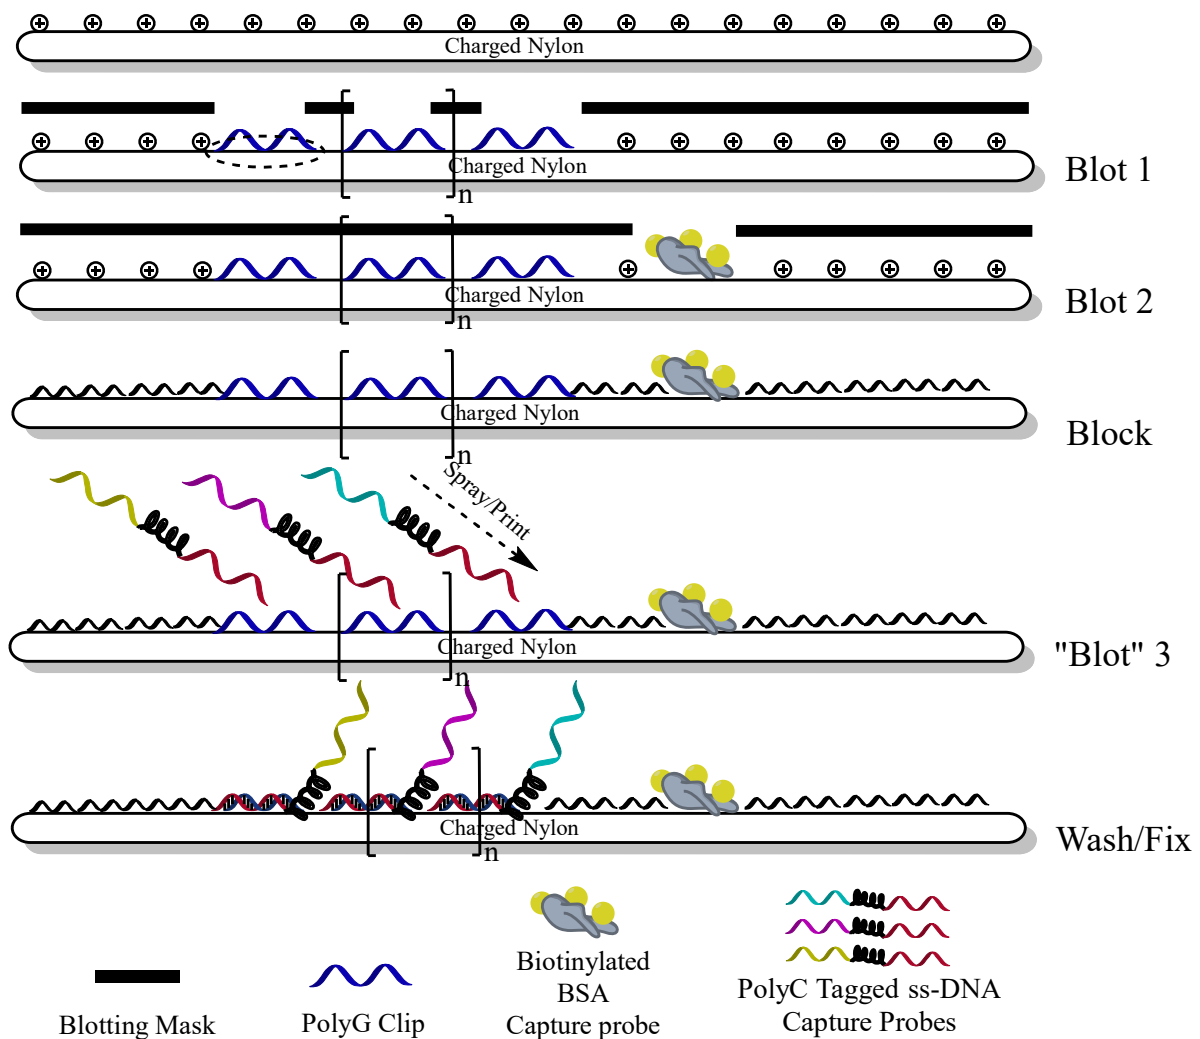 Charged Nylon
Charged Nylon
n
Blot 1
Charged Nylon
n
Blot 2
Charged Nylon
n
Block
Spray/Print
Charged Nylon
n
"Blot" 3
Charged Nylon
n
Wash/Fix
Blotting Mask
PolyG Clip
Biotinylated
BSA
Capture probe
PolyC Tagged ss-DNA
Capture Probes